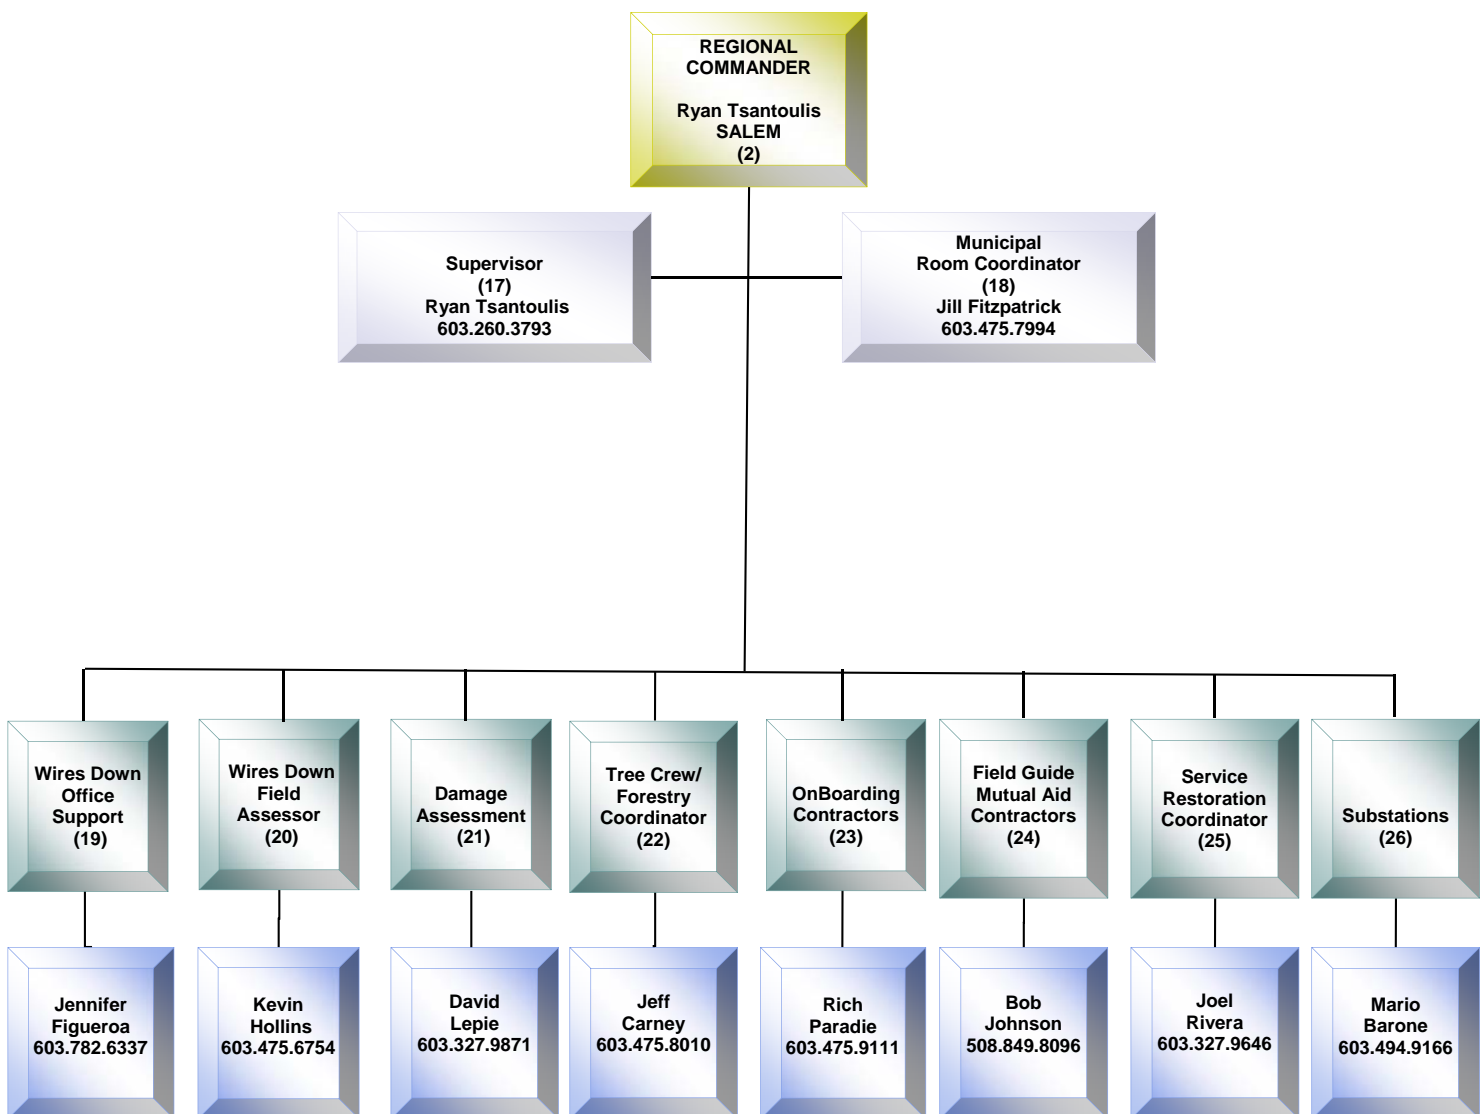 REGIONAL
COMMANDER
Ryan Tsantoulis
SALEM
(2)
Supervisor
(17)
Ryan Tsantoulis
603.260.3793
Municipal
Room Coordinator
(18)
Jill Fitzpatrick
603.475.7994
Wires Down
Office
Support
(19)
Wires Down
Field
Assessor
(20)
Damage
Assessment
(21)
Tree Crew/
Forestry
Coordinator
(22)
OnBoarding
Contractors
(23)
Field Guide
Mutual Aid
Contractors
(24)
Service
Restoration
Coordinator
(25)
Substations
(26)
Jennifer
Figueroa
603.782.6337
Kevin
Hollins
603.475.6754
David
Lepie
603.327.9871
Jeff
Carney
603.475.8010
Rich
Paradie
603.475.9111
Bob
Johnson
508.849.8096
Joel
Rivera
603.327.9646
Mario
Barone
603.494.9166